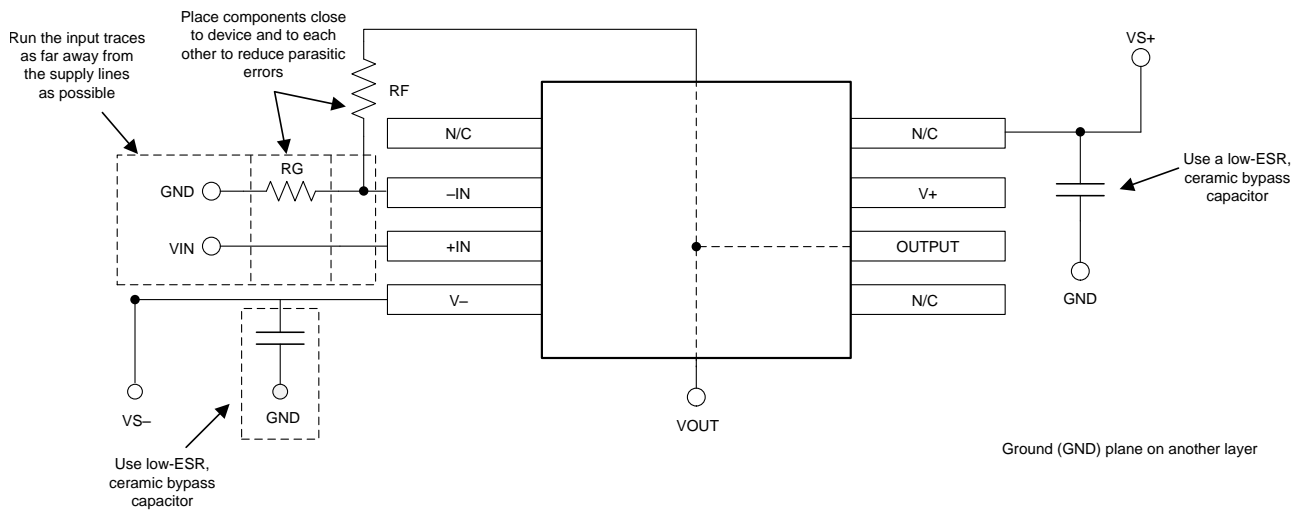 Run the input traces
as far away from
the supply lines
as possible
Place components close
to device and to each
other to reduce parasitic
errors
RF
VS+
N/C
N/C
Use a low-ESR,
ceramic bypass
capacitor
RG
GND
–IN
V+
VIN
+IN
OUTPUT
V–
N/C
GND
VS–
GND
VOUT
Use low-ESR,
ceramic bypass
capacitor
Ground (GND) plane on another layer